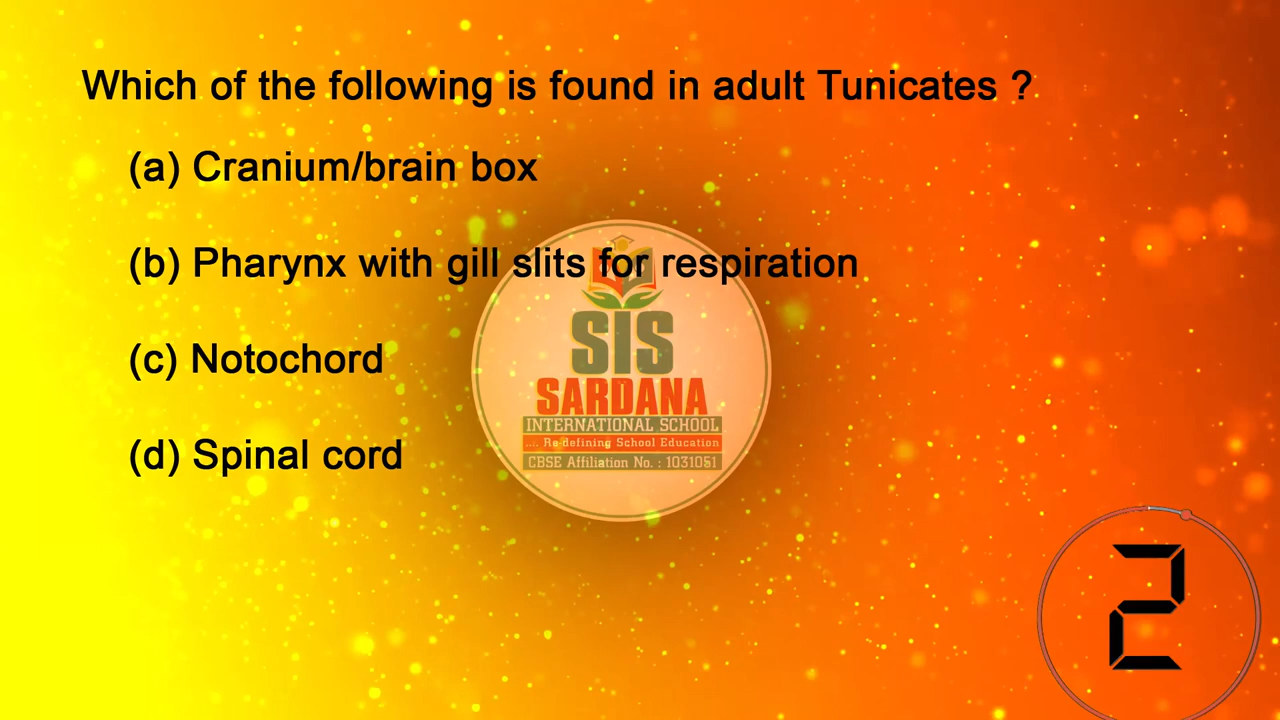 Which of the following is found in adult Tunicates ?
(a) Cranium/brain box
(b) Pharynx with gill slits for respiration
(c) Notochord
(d) Spinal cord
SIS
SARDANA
INTERNATIONAL SCHOOL
.... Re-defining School Education
CBSE Affiliation No. : 1031051
2